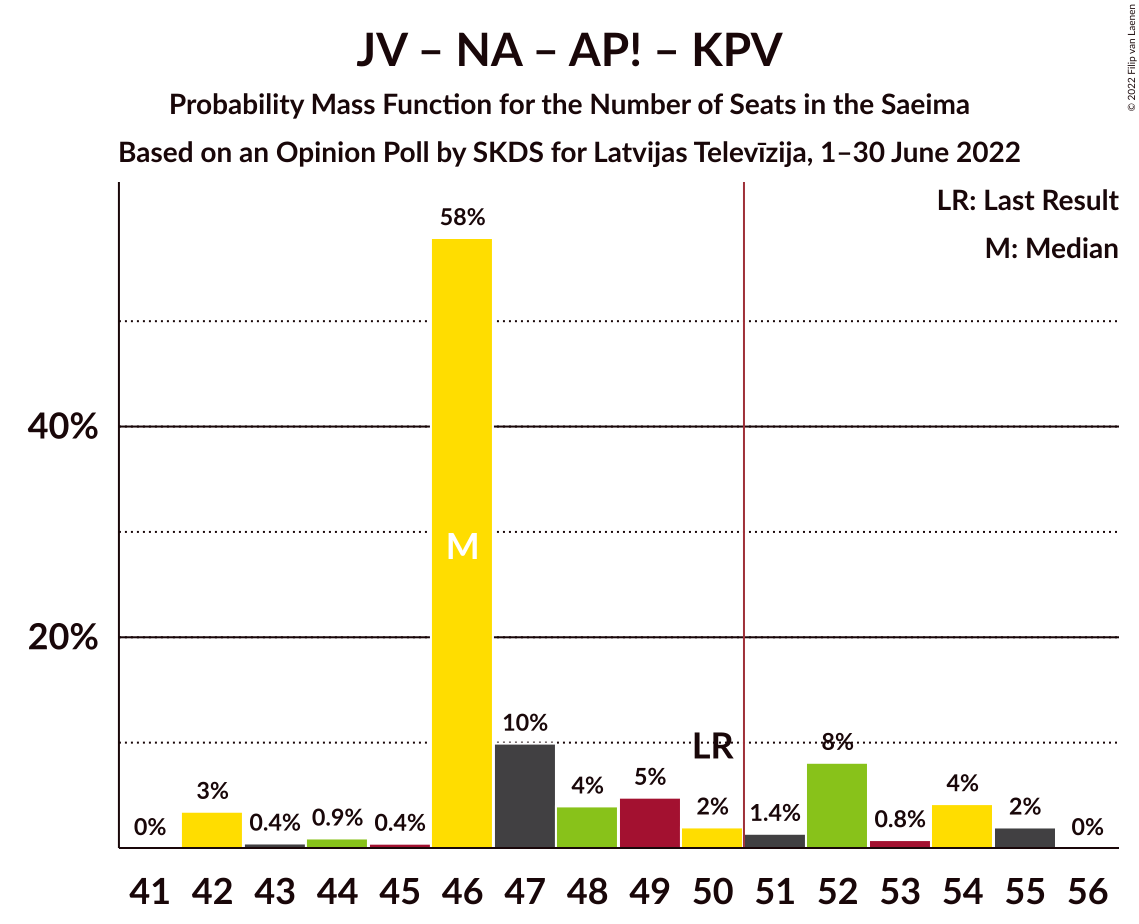 JV – NA – AP! – KPV
Probability Mass Function for the Number of Seats in the Saeima
Based on an Opinion Poll by SKDS for Latvijas Televīzija, 1–30 June 2022
© 2022 Filip van Laenen
LR: Last Result
M: Median
58%
40%
M
20%
10%
LR
8%
5%
4%
4%
3%
2%
2%
1.4%
0.9%
0.8%
0.4%
0.4%
0%
0%
41 42 43 44 45 46 47 48 49 50 51 52 53 54 55 56